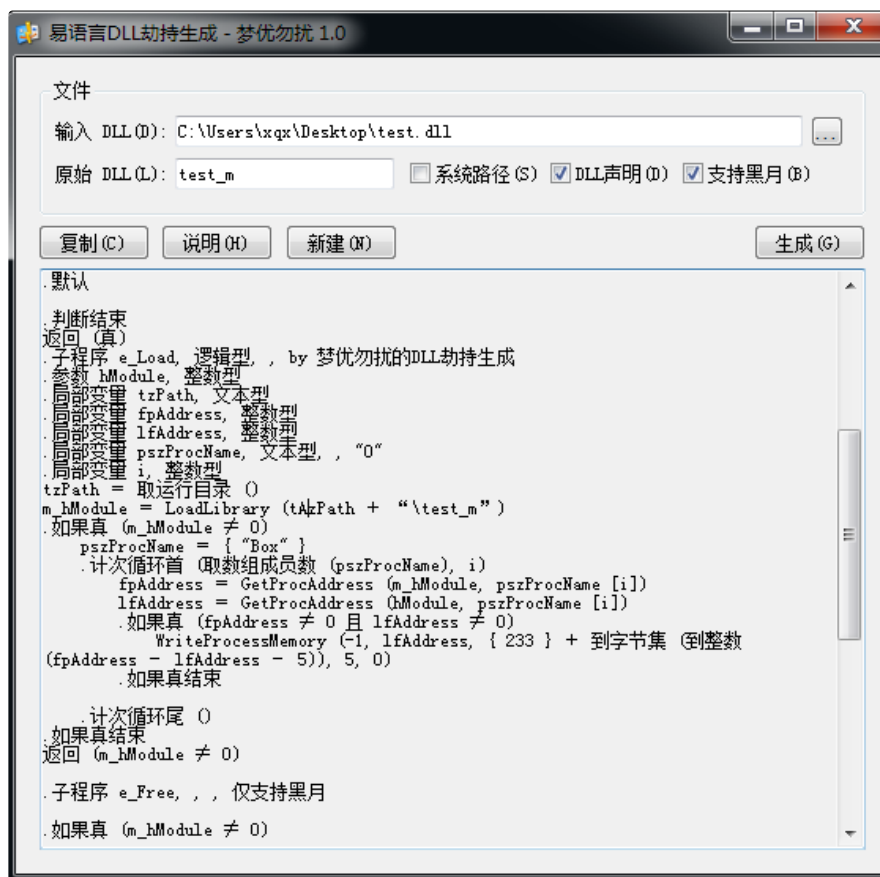 易语言DLL劫持生成 - 梦优勿扰 1.0
文件
输入 DLL(D): C:\Users\xqx\Desktop\test.dll ...
原始 DLL(L): test_m 系统路径(S) DLL声明(D) 支持黑月(B)
复制(C) 说明(H) 新建(N) 生成(G)
.默认
.判断结束
返回 (真)
.子程序 e_Load, 逻辑型, , by 梦优勿扰的DLL劫持生成
.参数 hModule, 整数型
.局部变量 tzPath, 文本型
.局部变量 fpAddress, 整数型
.局部变量 lfAddress, 整数型
.局部变量 pszProcName, 文本型, , "0"
.局部变量 i, 整数型
tzPath = 取运行目录 ()
m_hModule = LoadLibrary (tzPath + “\test_m”)
.如果真 (m_hModule ≠ 0)
pszProcName = { "Box" }
.计次循环首 (取数组成员数 (pszProcName), i)
fpAddress = GetProcAddress (m_hModule, pszProcName [i])
lfAddress = GetProcAddress (hModule, pszProcName [i])
.如果真 (fpAddress ≠ 0 且 lfAddress ≠ 0)
WriteProcessMemory (-1, lfAddress, { 233 } + 到字节集 (到整数
(fpAddress - lfAddress - 5)), 5, 0)
.如果真结束
.计次循环尾 ()
.如果真结束
返回 (m_hModule ≠ 0)
.子程序 e_Free, , , 仅支持黑月
.如果真 (m_hModule ≠ 0)